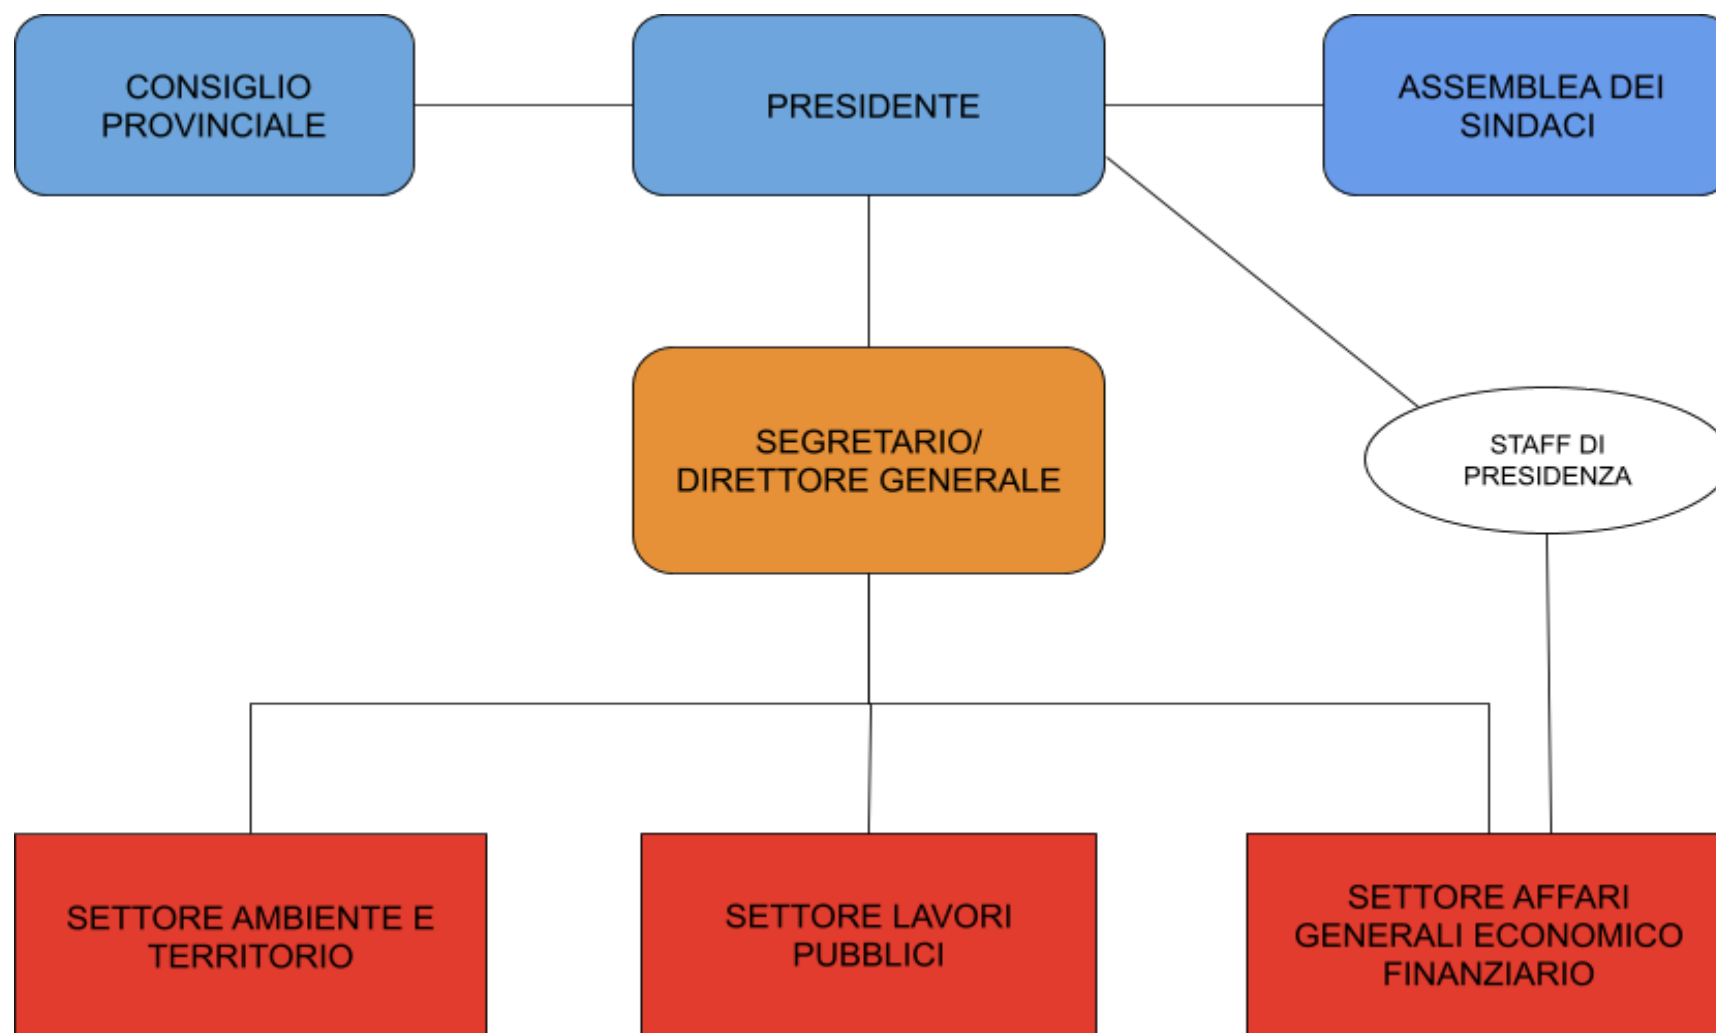 CONSIGLIO
PROVINCIALE
PRESIDENTE
ASSEMBLEA DEI
SINDACI
SEGRETARIO/
DIRETTORE GENERALE
STAFF DI
PRESIDENZA
SETTORE AMBIENTE E
TERRITORIO
SETTORE LAVORI
PUBBLICI
SETTORE AFFARI
GENERALI ECONOMICO
FINANZIARIO